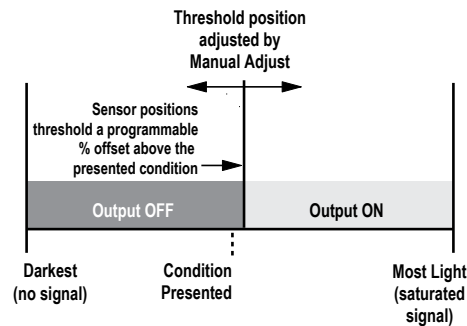 Threshold position
adjusted by
Manual Adjust
Sensor positions
threshold a programmable
% offset above the
presented condition
Output OFF
Output ON
Darkest
(no signal)
Condition
Presented
Most Light
(saturated
signal)